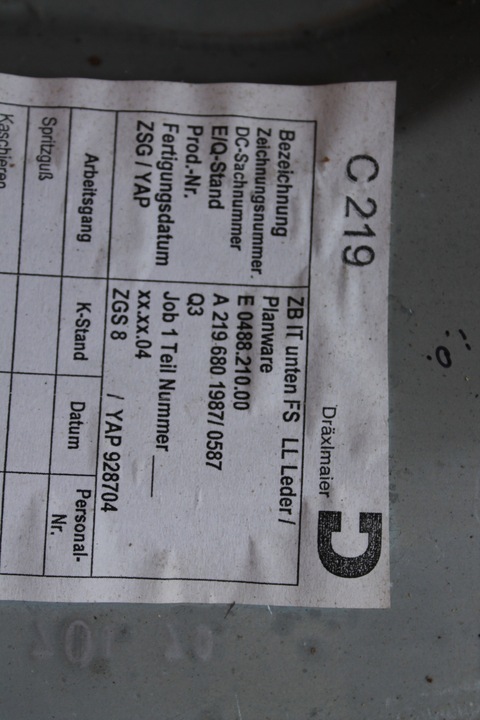 C 219
Dräxlmaier
Bezeichnung ZB IT unten FS LL Leder /
Zeichnungsnummer. Planware
DC-Sachnummer E 0488.210.00
E/Q-Stand A 219 680 1987/ 0587
Prod.-Nr. Q3
Fertigungsdatum Job 1 Teil Nummer ___
ZSG / YAP xx.xx.04
ZGS 8 / YAP 928704
Arbeitsgang K-Stand Datum Personal-
Nr.
Spritzguß
Kaschieren